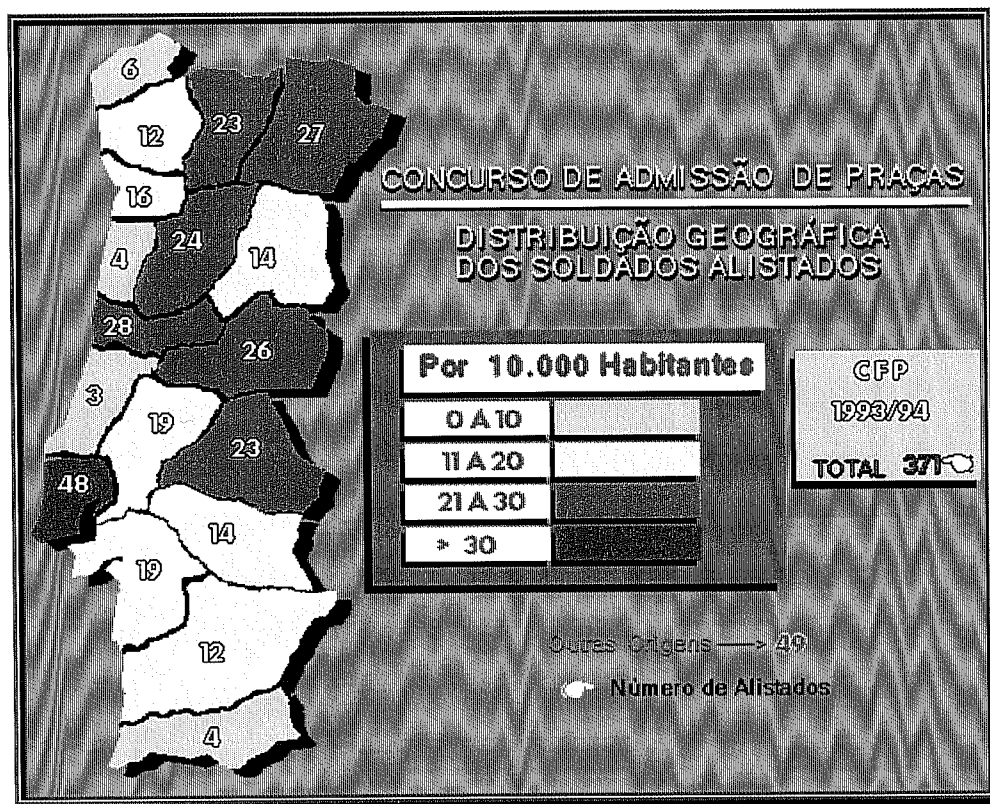 6
12
23
27
16
4
24
14
28
26
3
19
23
48
14
19
12
4
CONCURSO DE ADMISSÃO DE PRAÇAS
DISTRIBUIÇÃO GEOGRÁFICA
DOS SOLDADOS ALISTADOS
Por 10.000 Habitantes
0 A 10
11 A 20
21 A 30
> 30
CFP
1993/94
TOTAL 371
Outras Origens —> 49
Número de Alistados